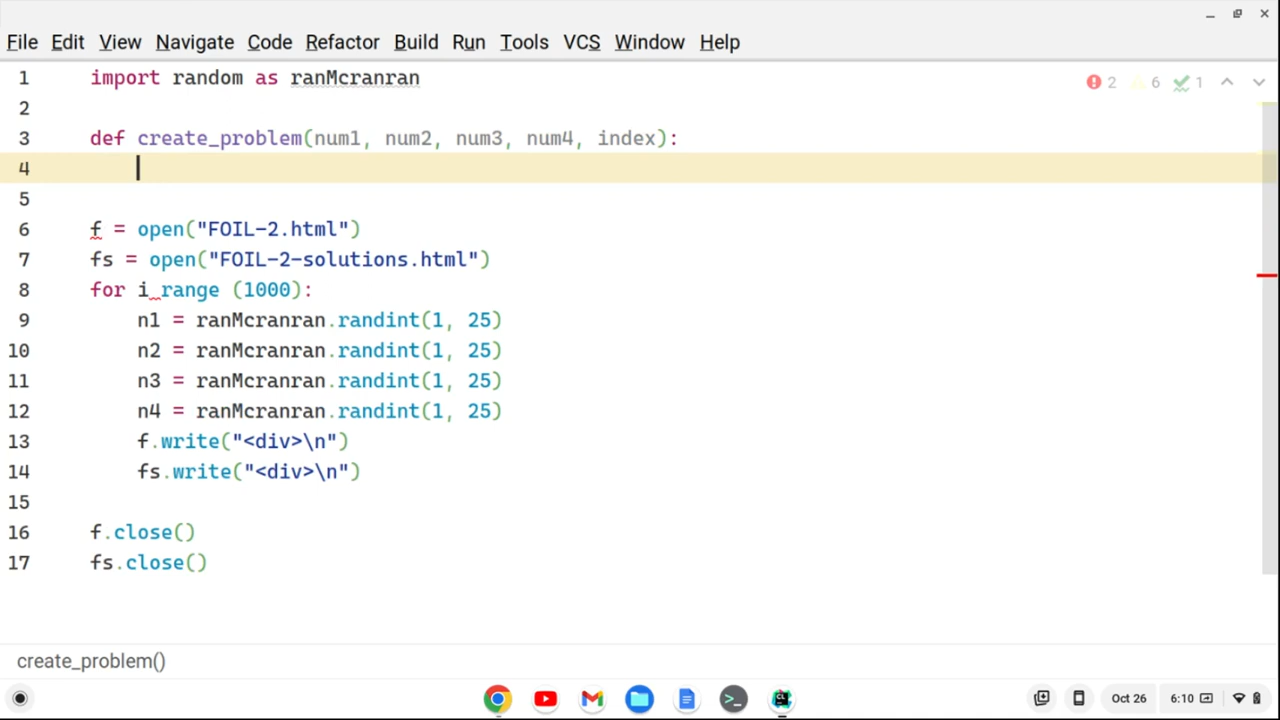 File Edit View Navigate Code Refactor Build Run Tools VCS Window Help
1 import random as ranMcranran
2 6 1
2
3 def create_problem(num1, num2, num3, num4, index):
4
5
6 f = open("FOIL-2.html")
7 fs = open("FOIL-2-solutions.html")
8 for i range (1000):
9 n1 = ranMcranran.randint(1, 25)
10 n2 = ranMcranran.randint(1, 25)
11 n3 = ranMcranran.randint(1, 25)
12 n4 = ranMcranran.randint(1, 25)
13 f.write("<div>\n")
14 fs.write("<div>\n")
15
16 f.close()
17 fs.close()
create_problem()
Oct 26 6:10